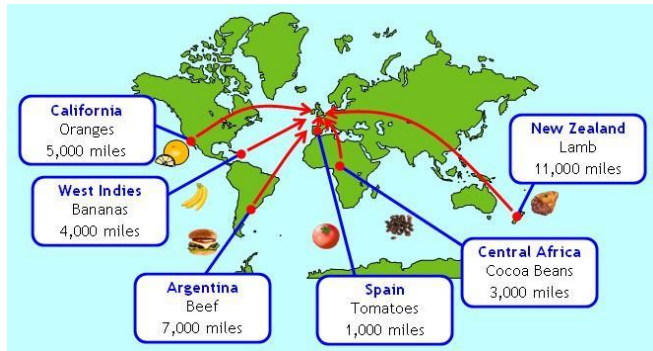 California
Oranges
5,000 miles
West Indies
Bananas
4,000 miles
Argentina
Beef
7,000 miles
Spain
Tomatoes
1,000 miles
Central Africa
Cocoa Beans
3,000 miles
New Zealand
Lamb
11,000 miles